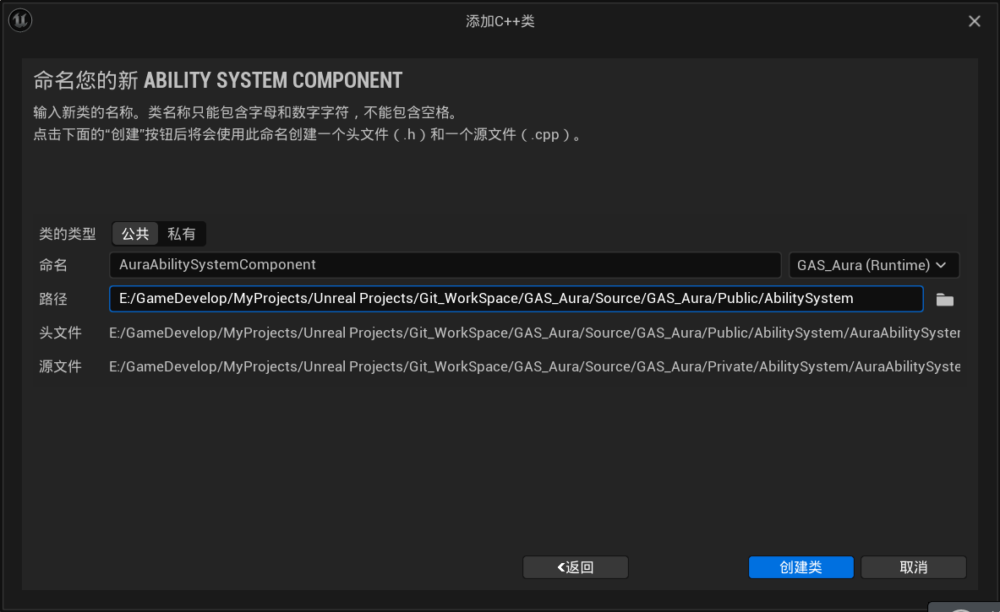 添加C++类
命名您的新 ABILITY SYSTEM COMPONENT
输入新类的名称。类名称只能包含字母和数字字符，不能包含空格。
点击下面的“创建”按钮后将会使用此命名创建一个头文件（.h）和一个源文件（.cpp）。
类的类型 公共 私有
命名 AuraAbilitySystemComponent GAS_Aura (Runtime)
路径 E:/GameDevelop/MyProjects/Unreal Projects/Git_WorkSpace/GAS_Aura/Source/GAS_Aura/Public/AbilitySystem
头文件 E:/GameDevelop/MyProjects/Unreal Projects/Git_WorkSpace/GAS_Aura/Source/GAS_Aura/Public/AbilitySystem/AuraAbilitySyster
源文件 E:/GameDevelop/MyProjects/Unreal Projects/Git_WorkSpace/GAS_Aura/Source/GAS_Aura/Private/AbilitySystem/AuraAbilitySyste
返回 创建类 取消